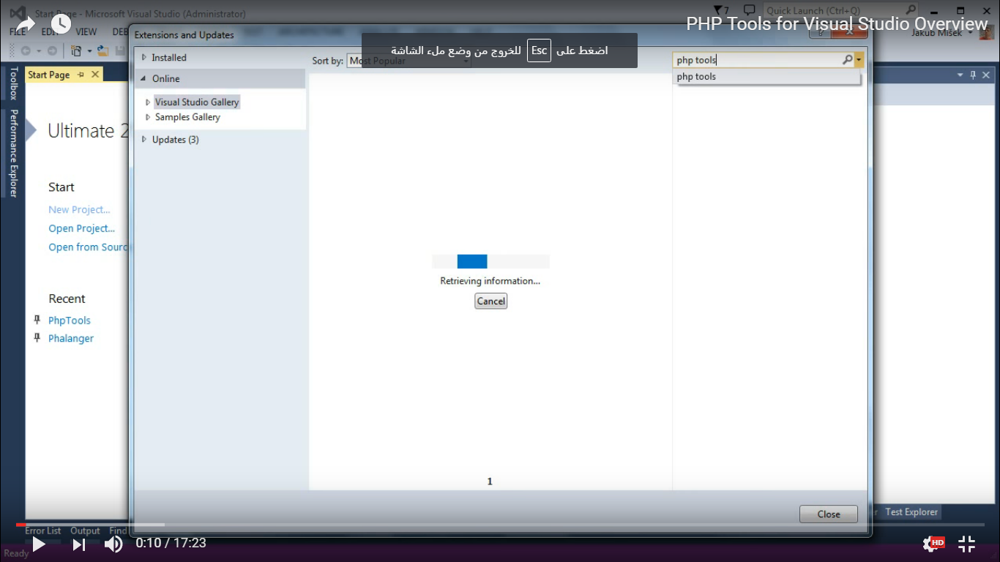 Start Page - Microsoft Visual Studio (Administrator)
7
Quick Launch (Ctrl+Q)
PHP Tools for Visual Studio Overview
FILE EDIT VIEW DEB
Jakub Míšek
Extensions and Updates
اضغط على Esc للخروج من وضع ملء الشاشة
Installed
Sort by: Most Popular
php tools
php tools
Online
Visual Studio Gallery
Samples Gallery
Updates (3)
Toolbox
Performance Explorer
Start Page
Ultimate 2
Start
New Project...
Open Project...
Open from Sourc
Recent
PhpTools
Phalanger
Retrieving information...
Cancel
1
Close
Test Explorer
Error List Output Find
0:10 / 17:23
HD
Ready